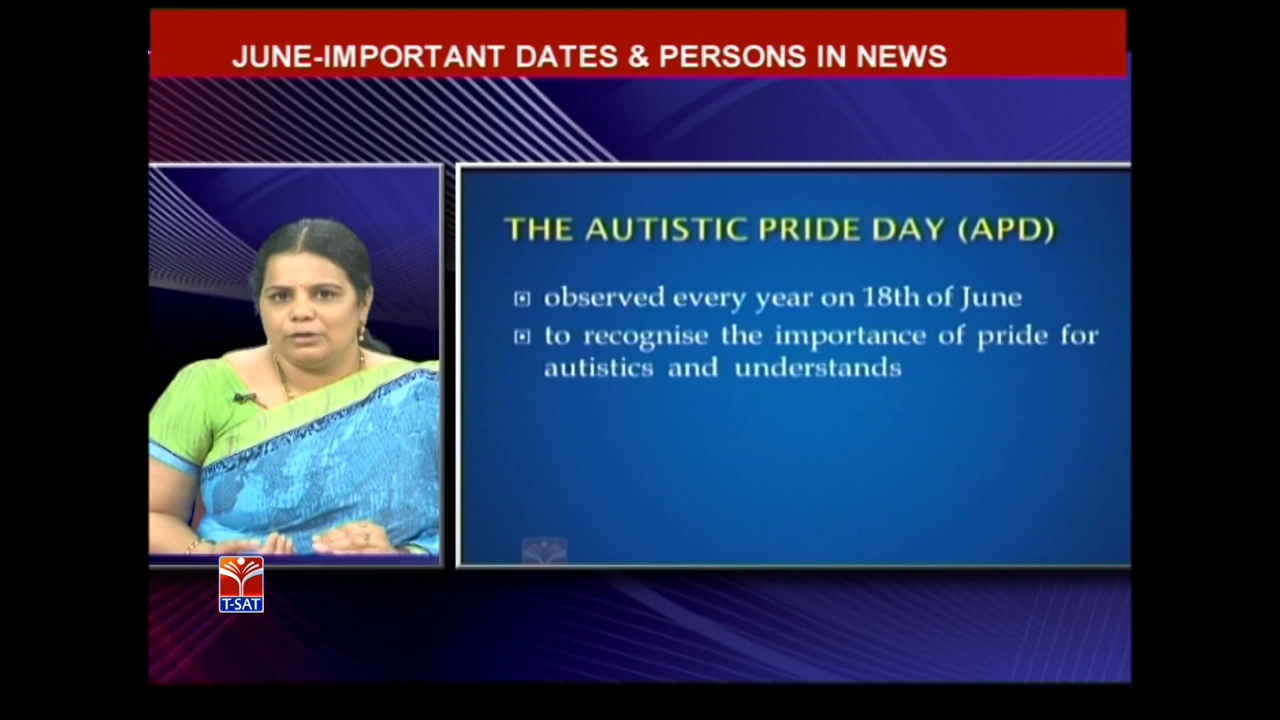 JUNE-IMPORTANT DATES & PERSONS IN NEWS
THE AUTISTIC PRIDE DAY (APD)
observed every year on 18th of June
to recognise the importance of pride for
autistics and understands
T-SAT